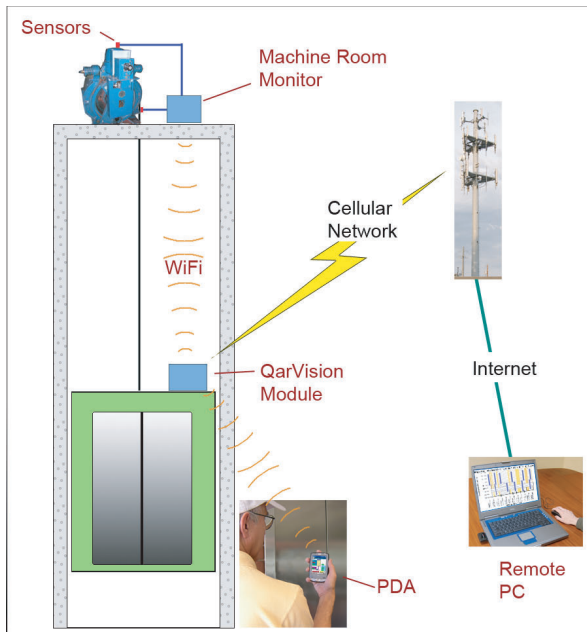 Sensors
Machine Room
Monitor
Cellular
Network
WiFi
QarVision
Module
Internet
PDA
Remote
PC